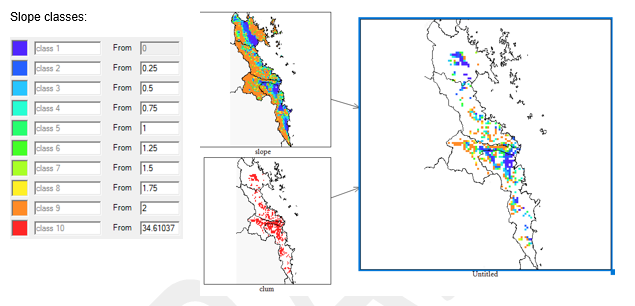 Slope classes:
class 1 From 0
class 2 From 0.25
class 3 From 0.5
class 4 From 0.75
class 5 From 1
class 6 From 1.25
class 7 From 1.5
class 8 From 1.75
class 9 From 2
class 10 From 34.61037
slope
clum
Untitled